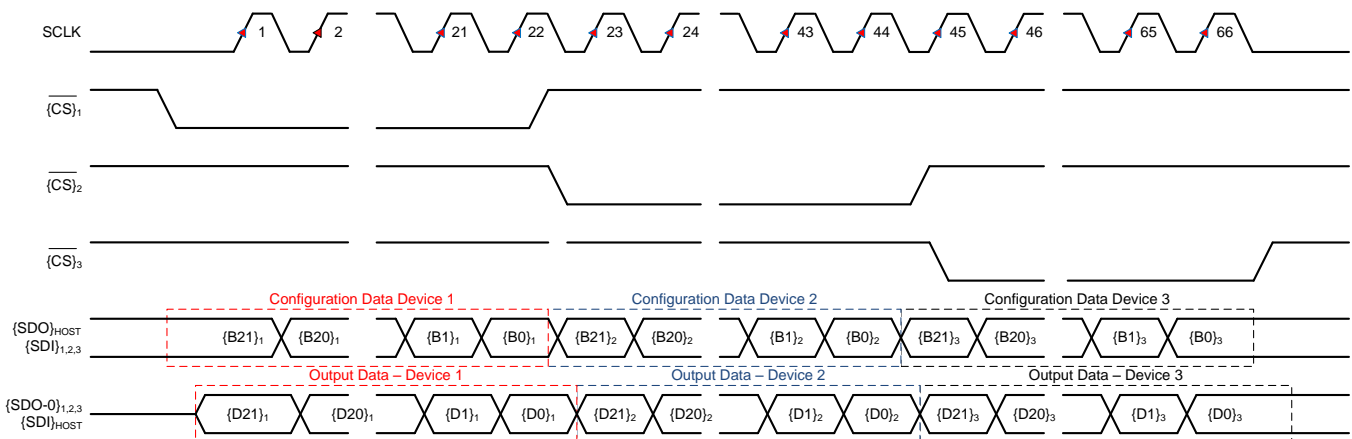 SCLK 1 2 21 22 23 24 43 44 45 46 65 66
{CS}1
{CS}2
{CS}3
Configuration Data Device 1 Configuration Data Device 2 Configuration Data Device 3
{SDO}HOST
{SDI}1,2,3
{B21}1 {B20}1 {B1}1 {B0}1 {B21}2 {B20}2 {B1}2 {B0}2 {B21}3 {B20}3 {B1}3 {B0}3
Output Data – Device 1 Output Data – Device 2 Output Data – Device 3
{SDO-0}1,2,3
{SDI}HOST
{D21}1 {D20}1 {D1}1 {D0}1 {D21}2 {D20}2 {D1}2 {D0}2 {D21}3 {D20}3 {D1}3 {D0}3